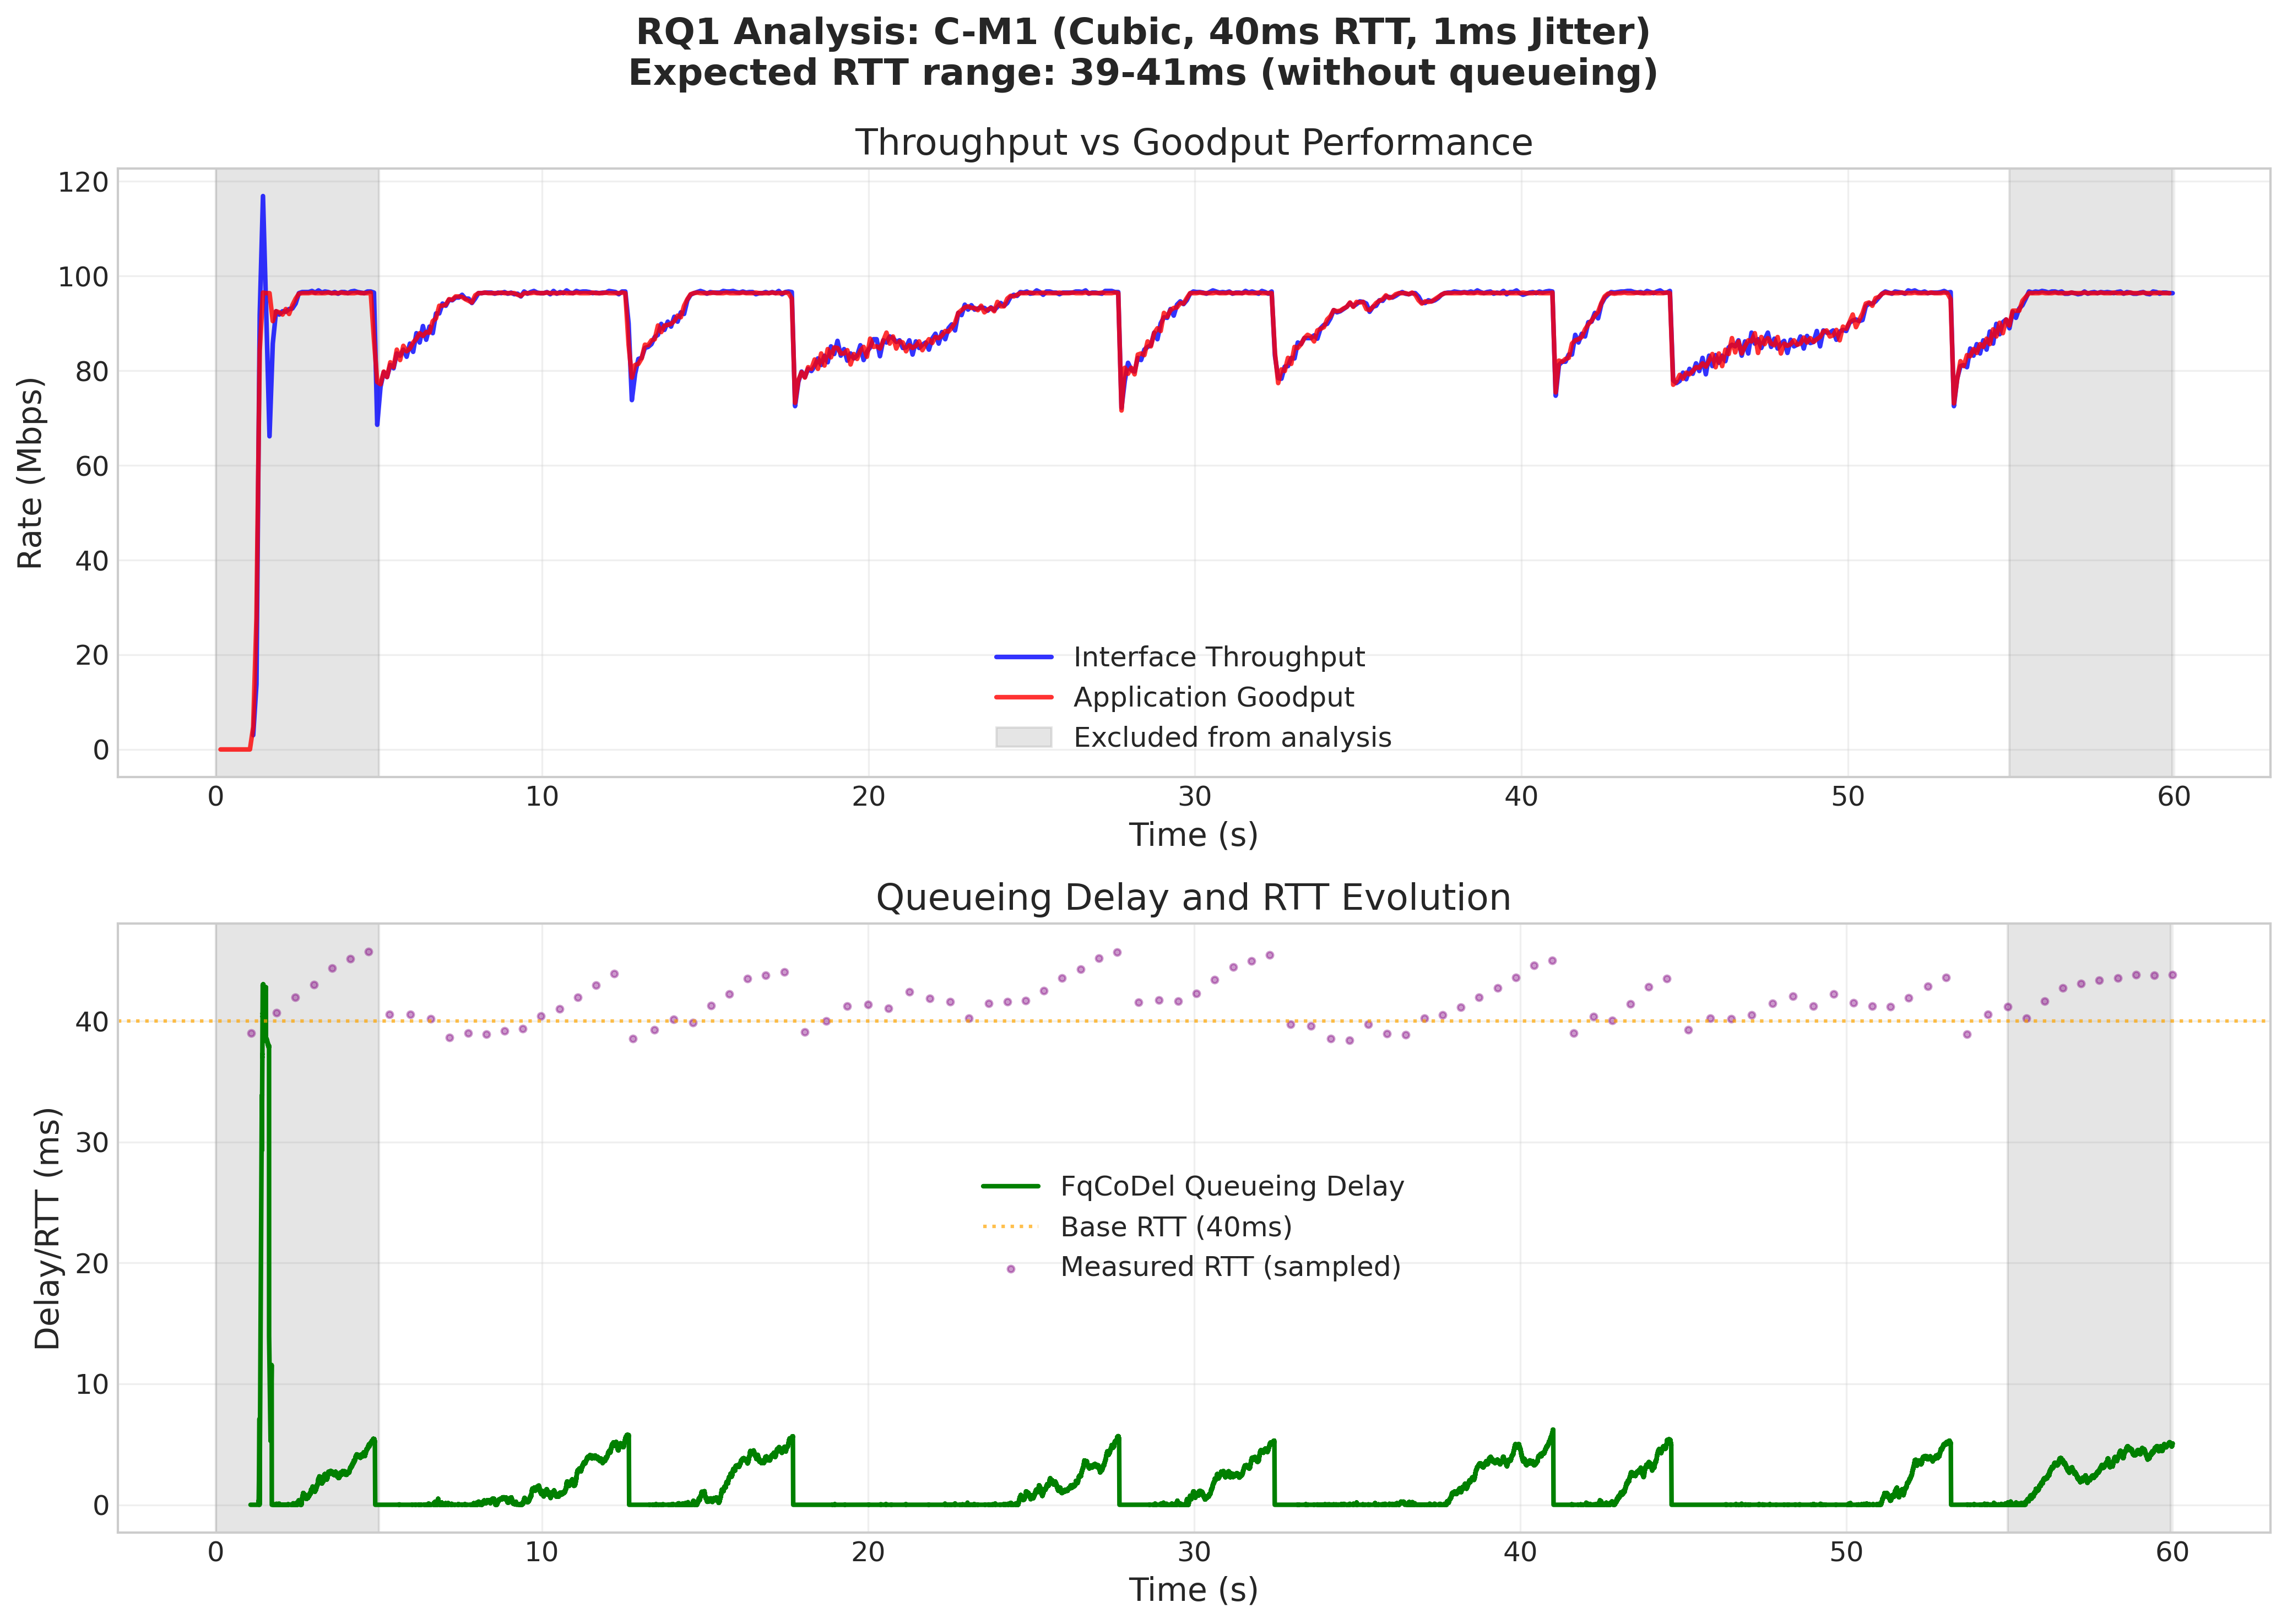 RQ1 Analysis: C-M1 (Cubic, 40ms RTT, 1ms Jitter)
Expected RTT range: 39-41ms (without queueing)
Throughput vs Goodput Performance
120
100
80
60
40
20
0
Rate (Mbps)
Interface Throughput
Application Goodput
Excluded from analysis
0 10 20 30 40 50 60
Time (s)
Queueing Delay and RTT Evolution
40
30
20
10
0
Delay/RTT (ms)
FqCoDel Queueing Delay
Base RTT (40ms)
Measured RTT (sampled)
0 10 20 30 40 50 60
Time (s)